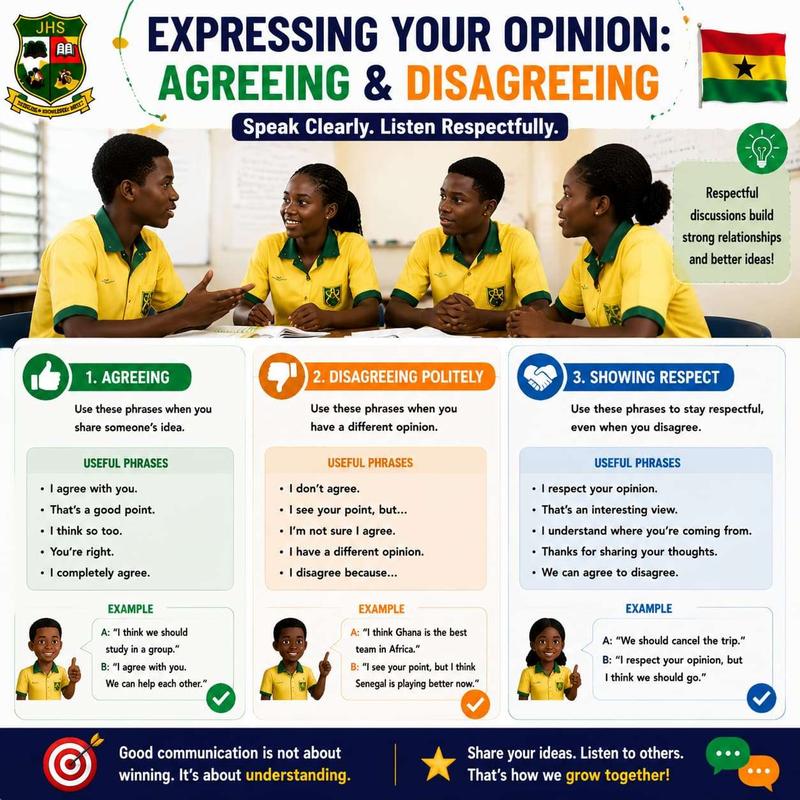 JHS
EXPRESSING YOUR OPINION:
AGREEING & DISAGREEING
Speak Clearly. Listen Respectfully.
Respectful
discussions build
strong relationships
and better ideas!
1. AGREEING
Use these phrases when you
share someone's idea.
USEFUL PHRASES
• I agree with you.
• That's a good point.
• I think so too.
• You're right.
• I completely agree.
EXAMPLE
A: "I think we should
study in a group."
B: "I agree with you.
We can help each other."
2. DISAGREEING POLITELY
Use these phrases when you
have a different opinion.
USEFUL PHRASES
• I don't agree.
• I see your point, but...
• I'm not sure I agree.
• I have a different opinion.
• I disagree because...
EXAMPLE
A: "I think Ghana is the best
team in Africa."
B: "I see your point, but I think
Senegal is playing better now."
3. SHOWING RESPECT
Use these phrases to stay respectful,
even when you disagree.
USEFUL PHRASES
• I respect your opinion.
• That's an interesting view.
• I understand where you're coming from.
• Thanks for sharing your thoughts.
• We can agree to disagree.
EXAMPLE
A: "We should cancel the trip."
B: "I respect your opinion, but
I think we should go."
Good communication is not about
winning. It's about understanding.
Share your ideas. Listen to others.
That's how we grow together!